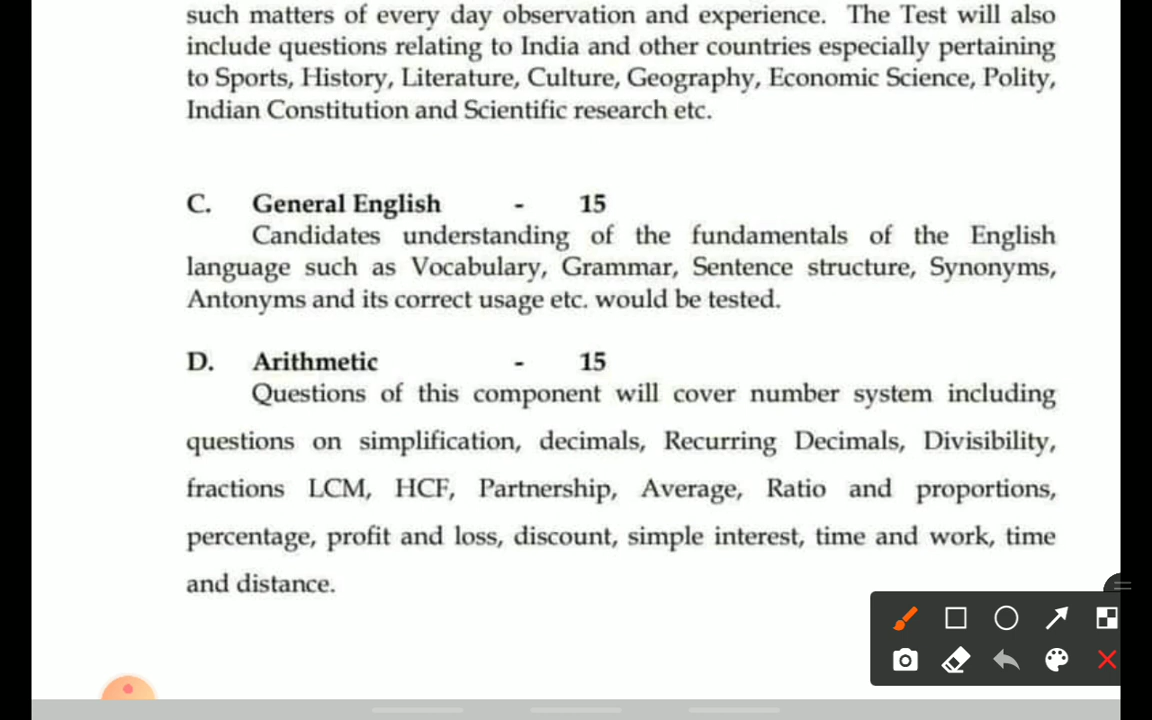 such matters of every day observation and experience. The Test will also
include questions relating to India and other countries especially pertaining
to Sports, History, Literature, Culture, Geography, Economic Science, Polity,
Indian Constitution and Scientific research etc.
C. General English - 15
Candidates understanding of the fundamentals of the English
language such as Vocabulary, Grammar, Sentence structure, Synonyms,
Antonyms and its correct usage etc. would be tested.
D. Arithmetic - 15
Questions of this component will cover number system including
questions on simplification, decimals, Recurring Decimals, Divisibility,
fractions LCM, HCF, Partnership, Average, Ratio and proportions,
percentage, profit and loss, discount, simple interest, time and work, time
and distance.